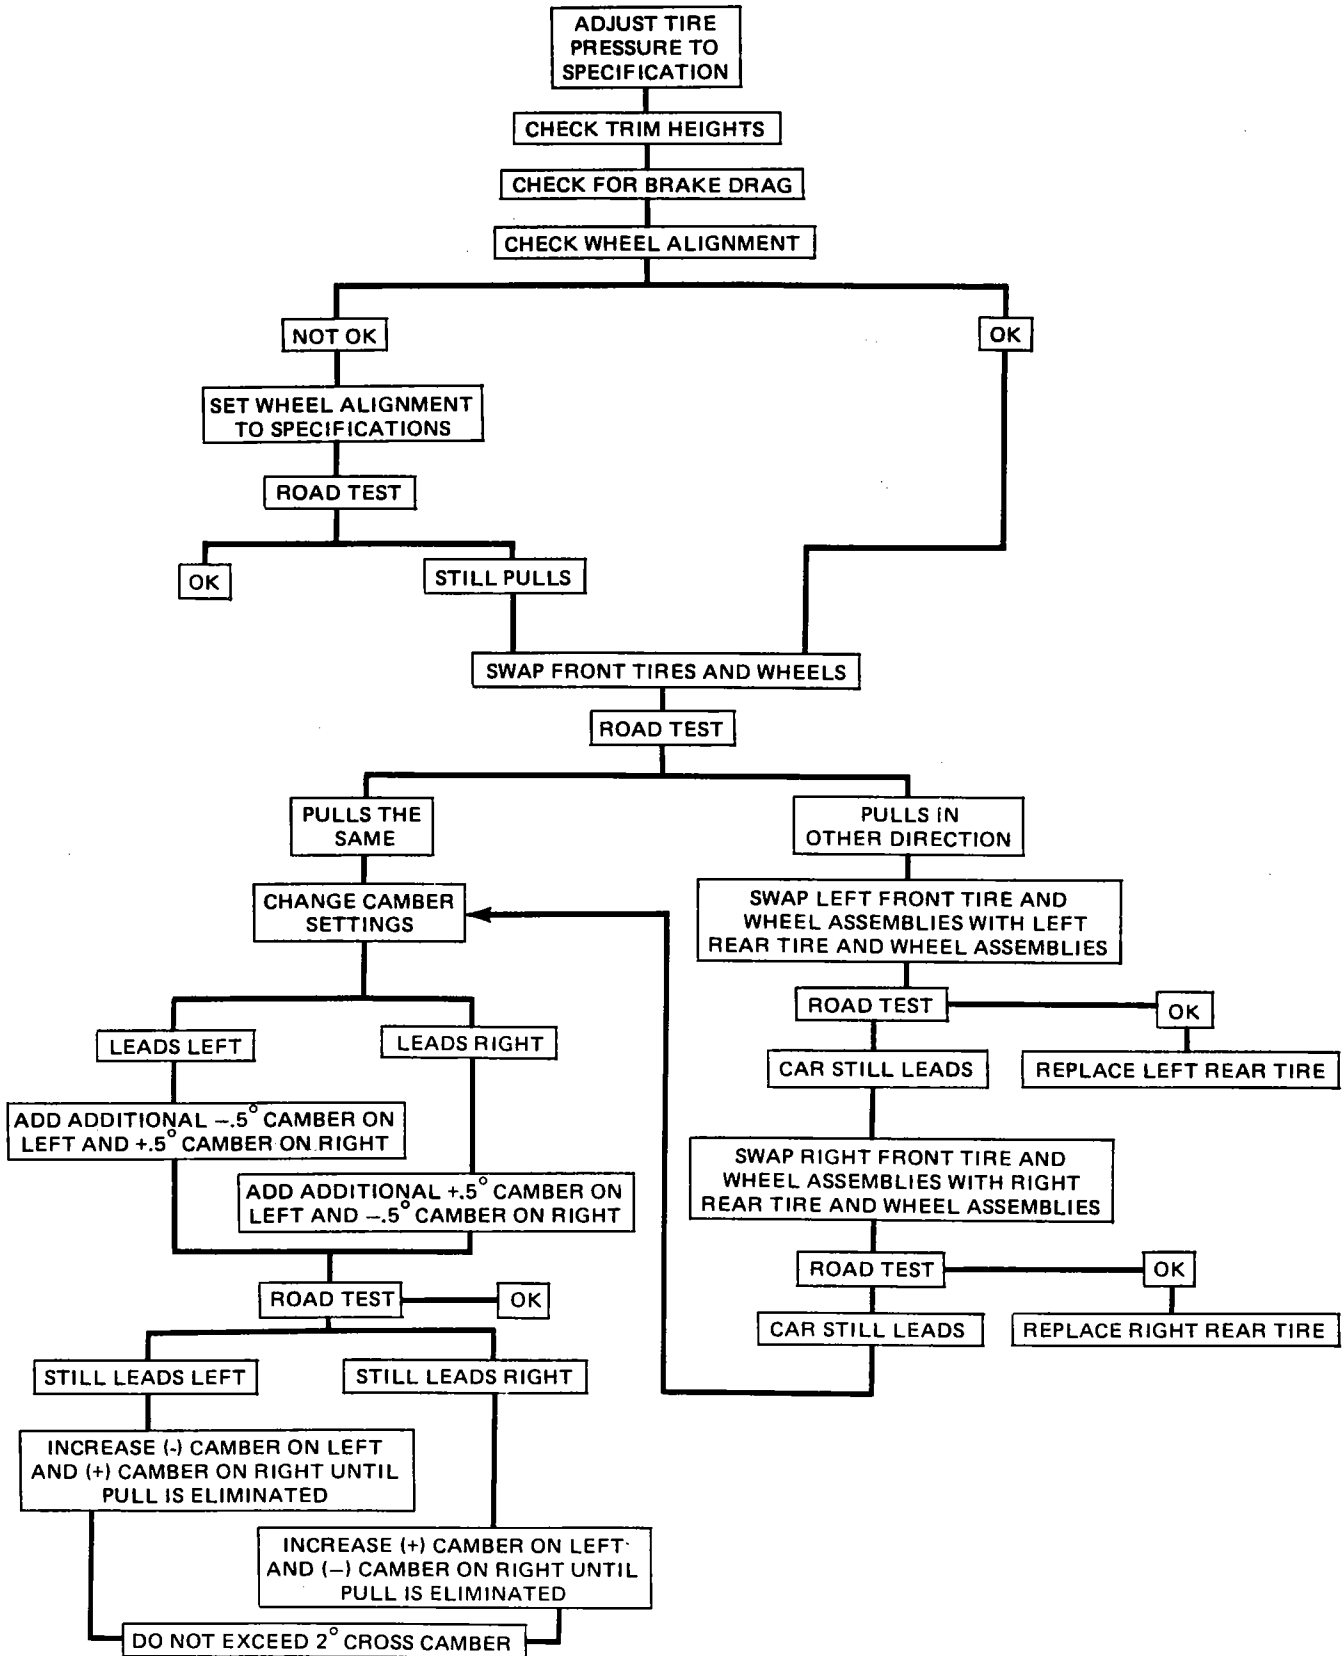 ADJUST TIRE
PRESSURE TO
SPECIFICATION
CHECK TRIM HEIGHTS
CHECK FOR BRAKE DRAG
CHECK WHEEL ALIGNMENT
NOT OK
OK
SET WHEEL ALIGNMENT
TO SPECIFICATIONS
ROAD TEST
OK
STILL PULLS
SWAP FRONT TIRES AND WHEELS
ROAD TEST
PULLS THE
SAME
CHANGE CAMBER
SETTINGS
LEADS LEFT
LEADS RIGHT
ADD ADDITIONAL –.5° CAMBER ON
LEFT AND +.5° CAMBER ON RIGHT
ADD ADDITIONAL +.5° CAMBER ON
LEFT AND –.5° CAMBER ON RIGHT
ROAD TEST
OK
STILL LEADS LEFT
STILL LEADS RIGHT
INCREASE (-) CAMBER ON LEFT
AND (+) CAMBER ON RIGHT UNTIL
PULL IS ELIMINATED
INCREASE (+) CAMBER ON LEFT
AND (–) CAMBER ON RIGHT UNTIL
PULL IS ELIMINATED
DO NOT EXCEED 2° CROSS CAMBER
PULLS IN
OTHER DIRECTION
SWAP LEFT FRONT TIRE AND
WHEEL ASSEMBLIES WITH LEFT
REAR TIRE AND WHEEL ASSEMBLIES
ROAD TEST
OK
CAR STILL LEADS
REPLACE LEFT REAR TIRE
SWAP RIGHT FRONT TIRE AND
WHEEL ASSEMBLIES WITH RIGHT
REAR TIRE AND WHEEL ASSEMBLIES
ROAD TEST
OK
CAR STILL LEADS
REPLACE RIGHT REAR TIRE